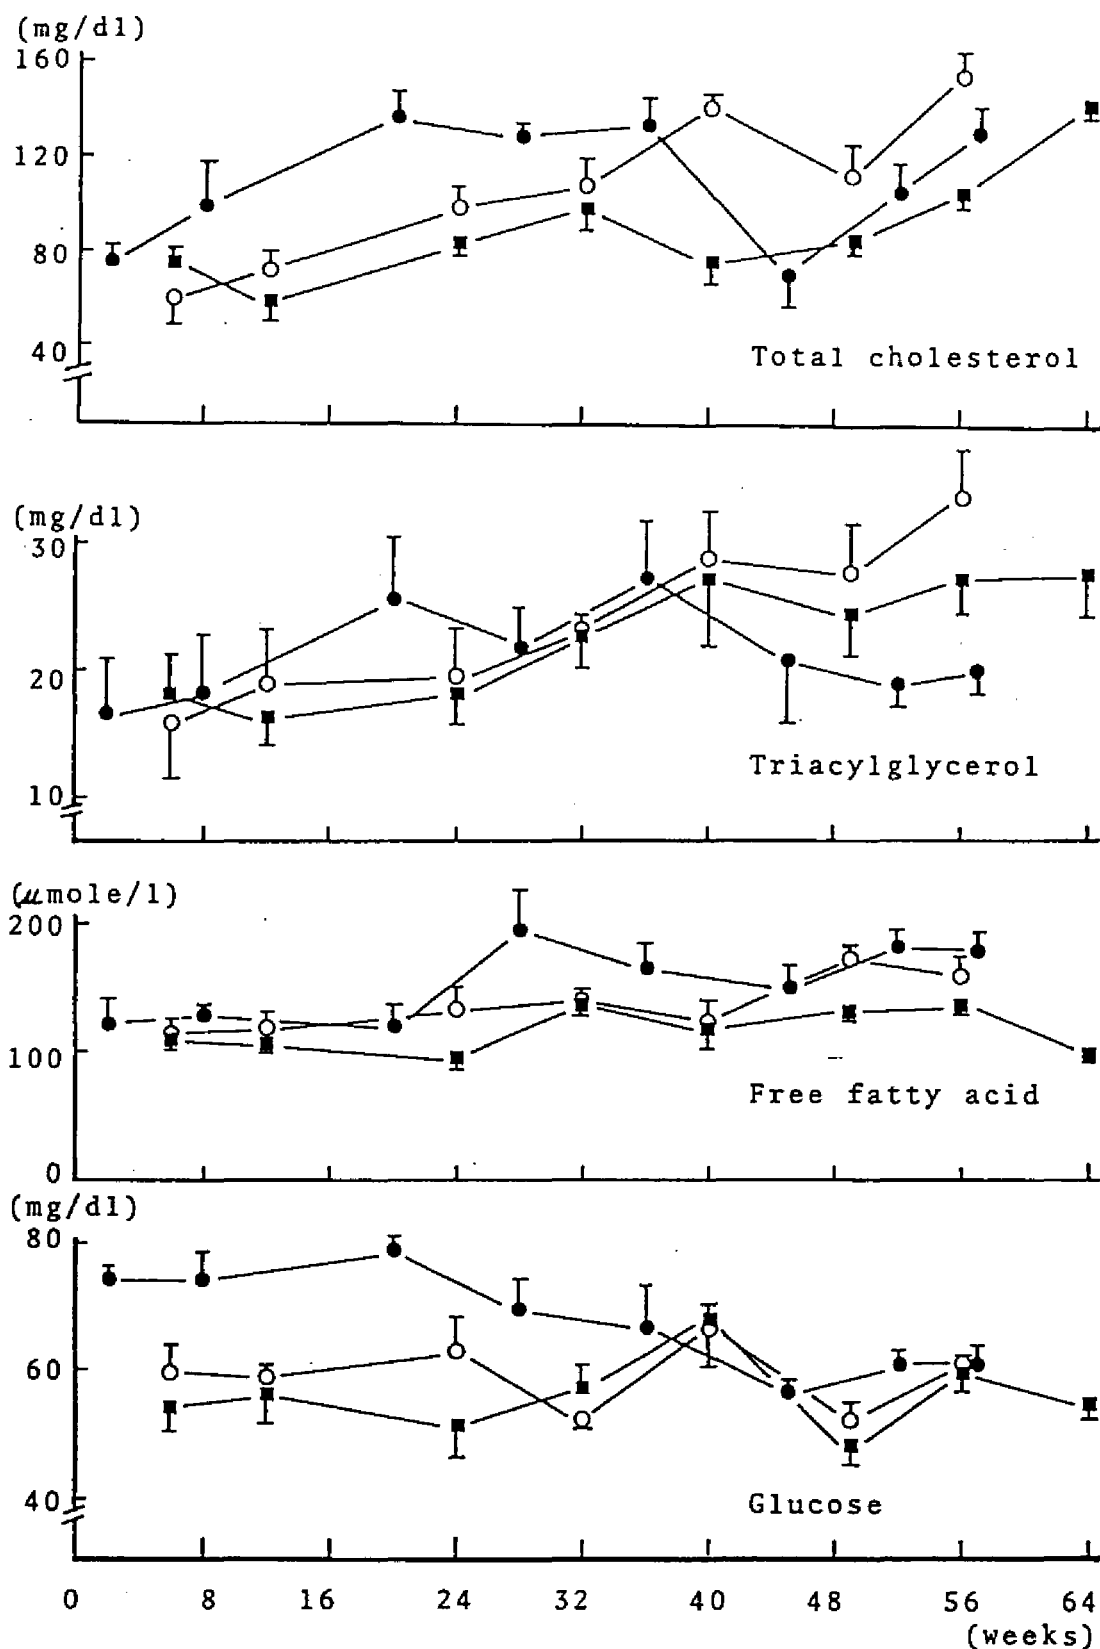 (mg/dl)
160
120
80
40
Total cholesterol
(mg/dl)
30
20
10
Triacylglycerol
(μmole/l)
200
100
0
Free fatty acid
(mg/dl)
80
60
40
Glucose
0 8 16 24 32 40 48 56 64
(weeks)